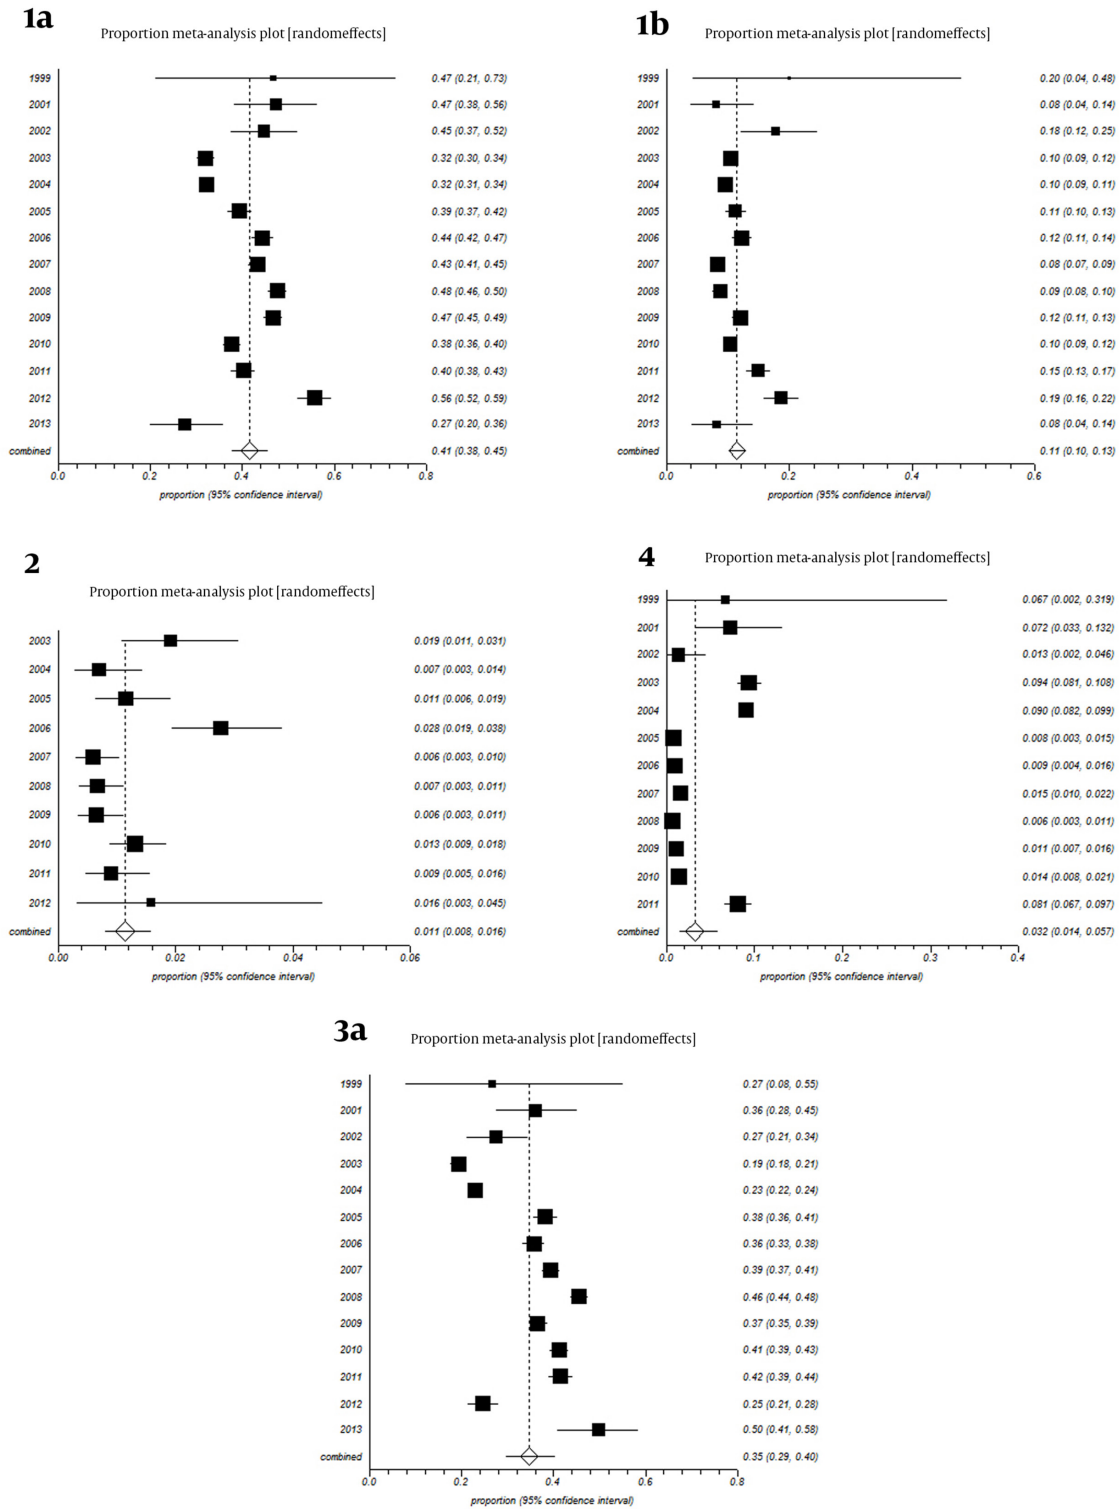 1a
Proportion meta-analysis plot [randomeffects]
1999 0.47 (0.21, 0.73)
2001 0.47 (0.38, 0.56)
2002 0.45 (0.37, 0.52)
2003 0.32 (0.30, 0.34)
2004 0.32 (0.31, 0.34)
2005 0.39 (0.37, 0.42)
2006 0.44 (0.42, 0.47)
2007 0.43 (0.41, 0.45)
2008 0.48 (0.46, 0.50)
2009 0.47 (0.45, 0.49)
2010 0.38 (0.36, 0.40)
2011 0.40 (0.38, 0.43)
2012 0.56 (0.52, 0.59)
2013 0.27 (0.20, 0.36)
combined 0.41 (0.38, 0.45)
0.0 0.2 0.4 0.6 0.8
proportion (95% confidence interval)
1b
Proportion meta-analysis plot [randomeffects]
1999 0.20 (0.04, 0.48)
2001 0.08 (0.04, 0.14)
2002 0.18 (0.12, 0.25)
2003 0.10 (0.09, 0.12)
2004 0.10 (0.09, 0.11)
2005 0.11 (0.10, 0.13)
2006 0.12 (0.11, 0.14)
2007 0.08 (0.07, 0.09)
2008 0.09 (0.08, 0.10)
2009 0.12 (0.11, 0.13)
2010 0.10 (0.09, 0.12)
2011 0.15 (0.13, 0.17)
2012 0.19 (0.16, 0.22)
2013 0.08 (0.04, 0.14)
combined 0.11 (0.10, 0.13)
0.0 0.2 0.4 0.6
proportion (95% confidence interval)
2
Proportion meta-analysis plot [randomeffects]
2003 0.019 (0.011, 0.031)
2004 0.007 (0.003, 0.014)
2005 0.011 (0.006, 0.019)
2006 0.028 (0.019, 0.038)
2007 0.006 (0.003, 0.010)
2008 0.007 (0.003, 0.011)
2009 0.006 (0.003, 0.011)
2010 0.013 (0.009, 0.018)
2011 0.009 (0.005, 0.016)
2012 0.016 (0.003, 0.045)
combined 0.011 (0.008, 0.016)
0.00 0.02 0.04 0.06
proportion (95% confidence interval)
4
Proportion meta-analysis plot [randomeffects]
1999 0.067 (0.002, 0.319)
2001 0.072 (0.033, 0.132)
2002 0.013 (0.002, 0.046)
2003 0.094 (0.081, 0.108)
2004 0.090 (0.082, 0.099)
2005 0.008 (0.003, 0.015)
2006 0.009 (0.004, 0.016)
2007 0.015 (0.010, 0.022)
2008 0.006 (0.003, 0.011)
2009 0.011 (0.007, 0.016)
2010 0.014 (0.008, 0.021)
2011 0.081 (0.067, 0.097)
combined 0.032 (0.014, 0.057)
0.0 0.1 0.2 0.3 0.4
proportion (95% confidence interval)
3a
Proportion meta-analysis plot [randomeffects]
1999 0.27 (0.08, 0.55)
2001 0.36 (0.28, 0.45)
2002 0.27 (0.21, 0.34)
2003 0.19 (0.18, 0.21)
2004 0.23 (0.22, 0.24)
2005 0.38 (0.36, 0.41)
2006 0.36 (0.33, 0.38)
2007 0.39 (0.37, 0.41)
2008 0.46 (0.44, 0.48)
2009 0.37 (0.35, 0.39)
2010 0.41 (0.39, 0.43)
2011 0.42 (0.39, 0.44)
2012 0.25 (0.21, 0.28)
2013 0.50 (0.41, 0.58)
combined 0.35 (0.29, 0.40)
0.0 0.2 0.4 0.6 0.8
proportion (95% confidence interval)